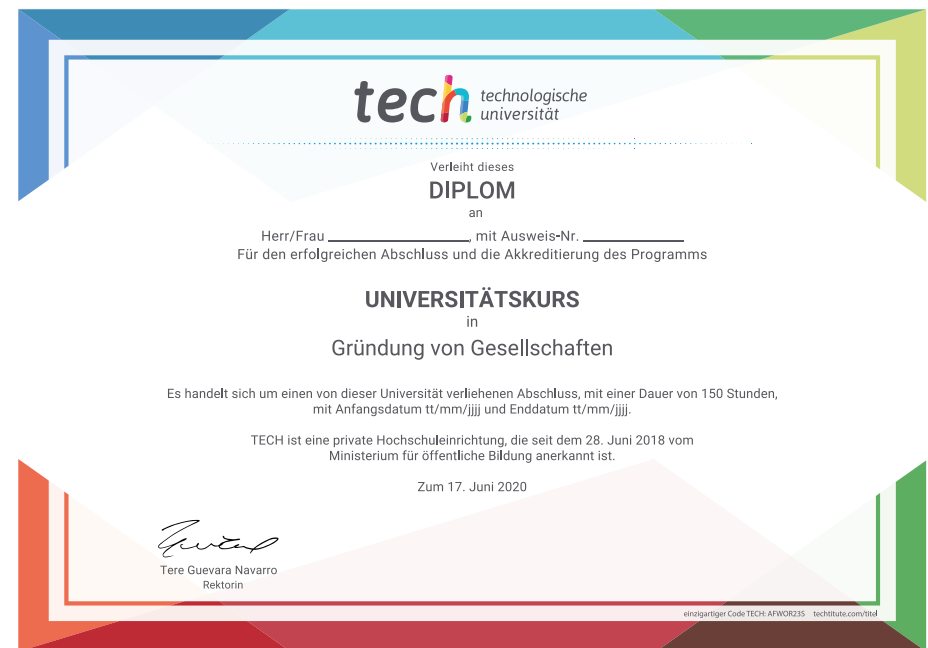 tech technologische
universität
Verleiht dieses
DIPLOM
an
Herr/Frau ____________________, mit Ausweis-Nr. ______________
Für den erfolgreichen Abschluss und die Akkreditierung des Programms
UNIVERSITÄTSKURS
in
Gründung von Gesellschaften
Es handelt sich um einen von dieser Universität verliehenen Abschluss, mit einer Dauer von 150 Stunden,
mit Anfangsdatum tt/mm/jjjj und Enddatum tt/mm/jjjj.
TECH ist eine private Hochschuleinrichtung, die seit dem 28. Juni 2018 vom
Ministerium für öffentliche Bildung anerkannt ist.
Zum 17. Juni 2020
Tere Guevara Navarro
Rektorin
einzigartiger Code TECH: AFWOR23S techtitute.com/titel